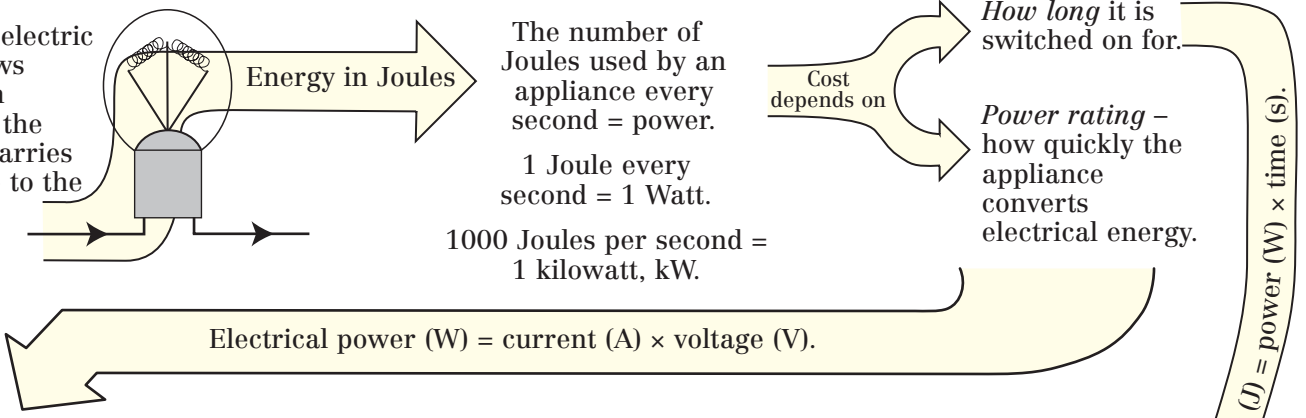 electric
ws
the
arries
to the
Energy in Joules
The number of
Joules used by an
appliance every
second = power.
1 Joule every
second = 1 Watt.
1000 Joules per second =
1 kilowatt, kW.
Cost
depends on
How long it is
switched on for.
Power rating –
how quickly the
appliance
converts
electrical energy.
(J) = power (W) × time (s).
Electrical power (W) = current (A) × voltage (V).